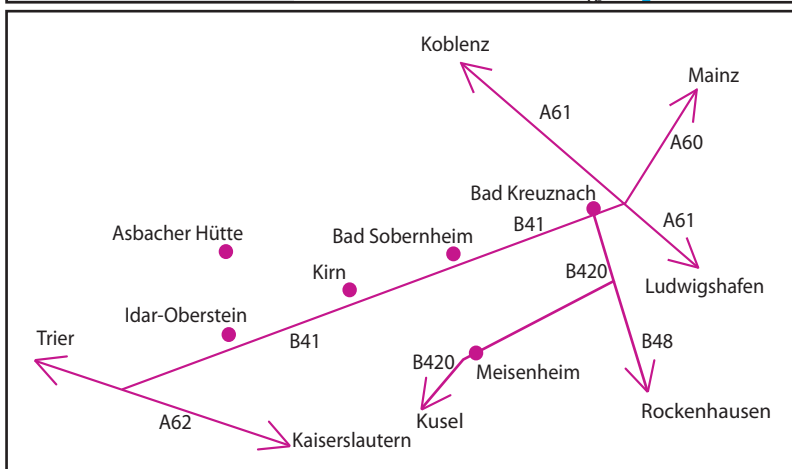 Koblenz
Mainz
A61
A60
Bad Kreuznach
A61
Asbacher Hütte
Bad Sobernheim
B41
Kirn
B420
Ludwigshafen
Idar-Oberstein
Trier
B41
B48
B420
Meisenheim
A62
Kusel
Rockenhausen
Kaiserslautern